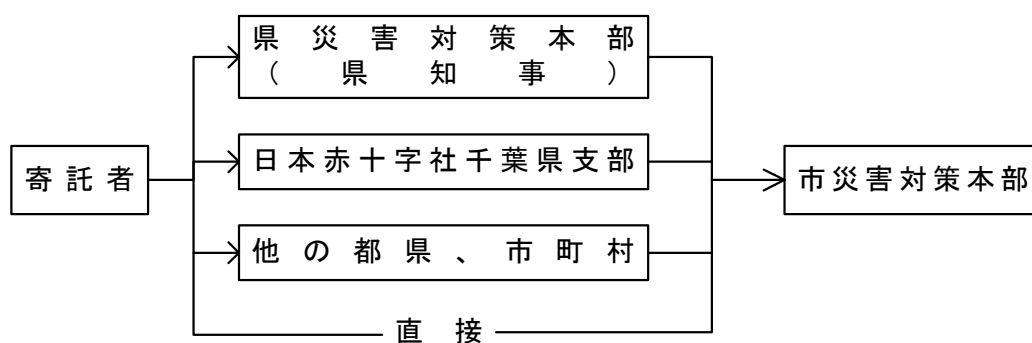 県災害対策本部
（県知事）
寄託者
日本赤十字社千葉県支部
市災害対策本部
他の都県、市町村
直接